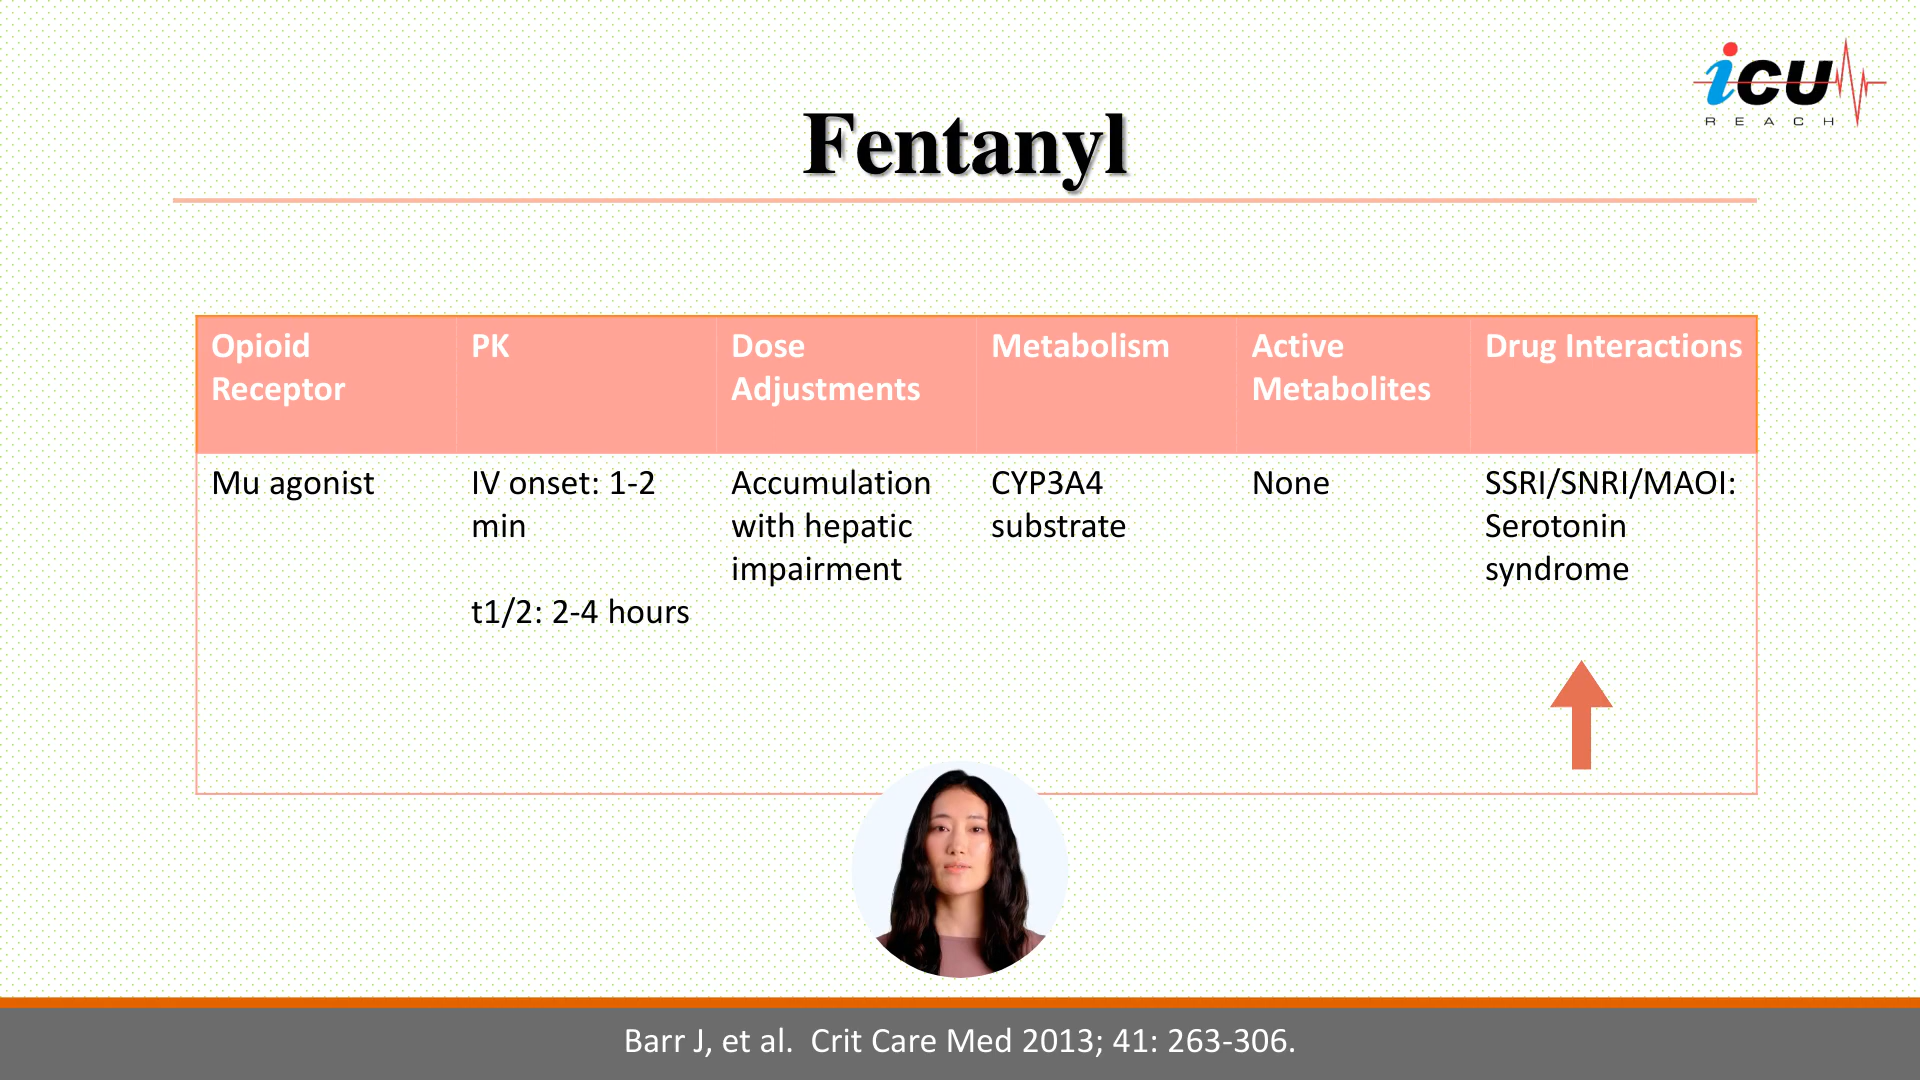 icu
REACH
Fentanyl
Opioid
Receptor
PK
Dose
Adjustments
Metabolism
Active
Metabolites
Drug Interactions
Mu agonist
IV onset: 1-2
min
t1/2: 2-4 hours
Accumulation
with hepatic
impairment
CYP3A4
substrate
None
SSRI/SNRI/MAOI:
Serotonin
syndrome
Barr J, et al.  Crit Care Med 2013; 41: 263-306.